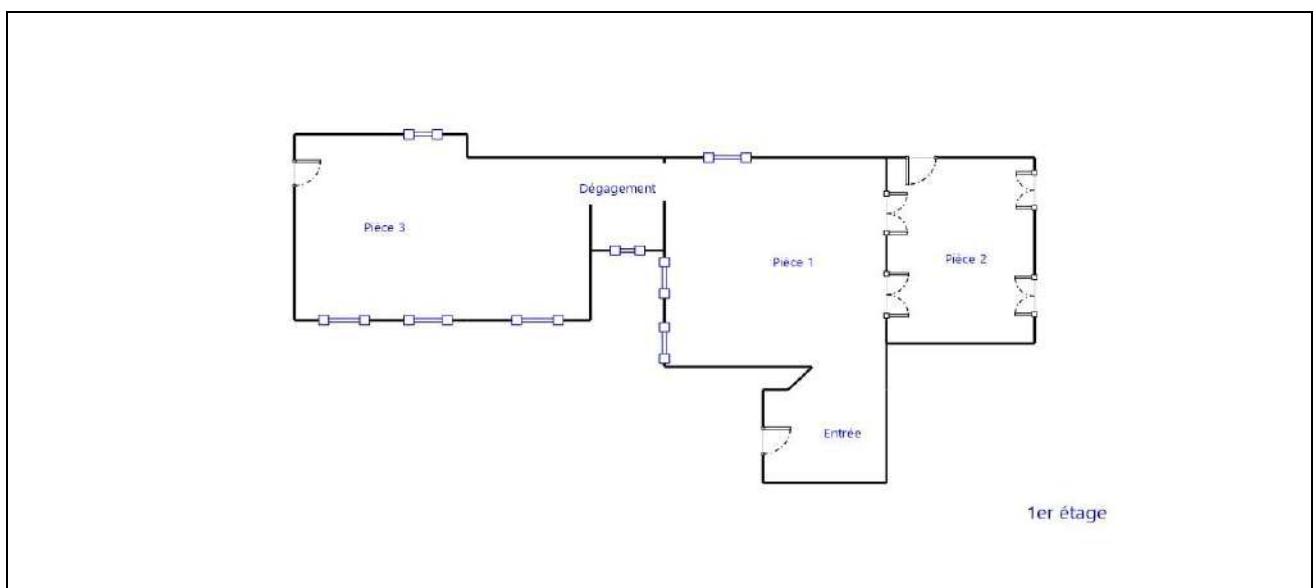 Dégagement
Pièce 3
Pièce 1
Pièce 2
Entrée
1er étage